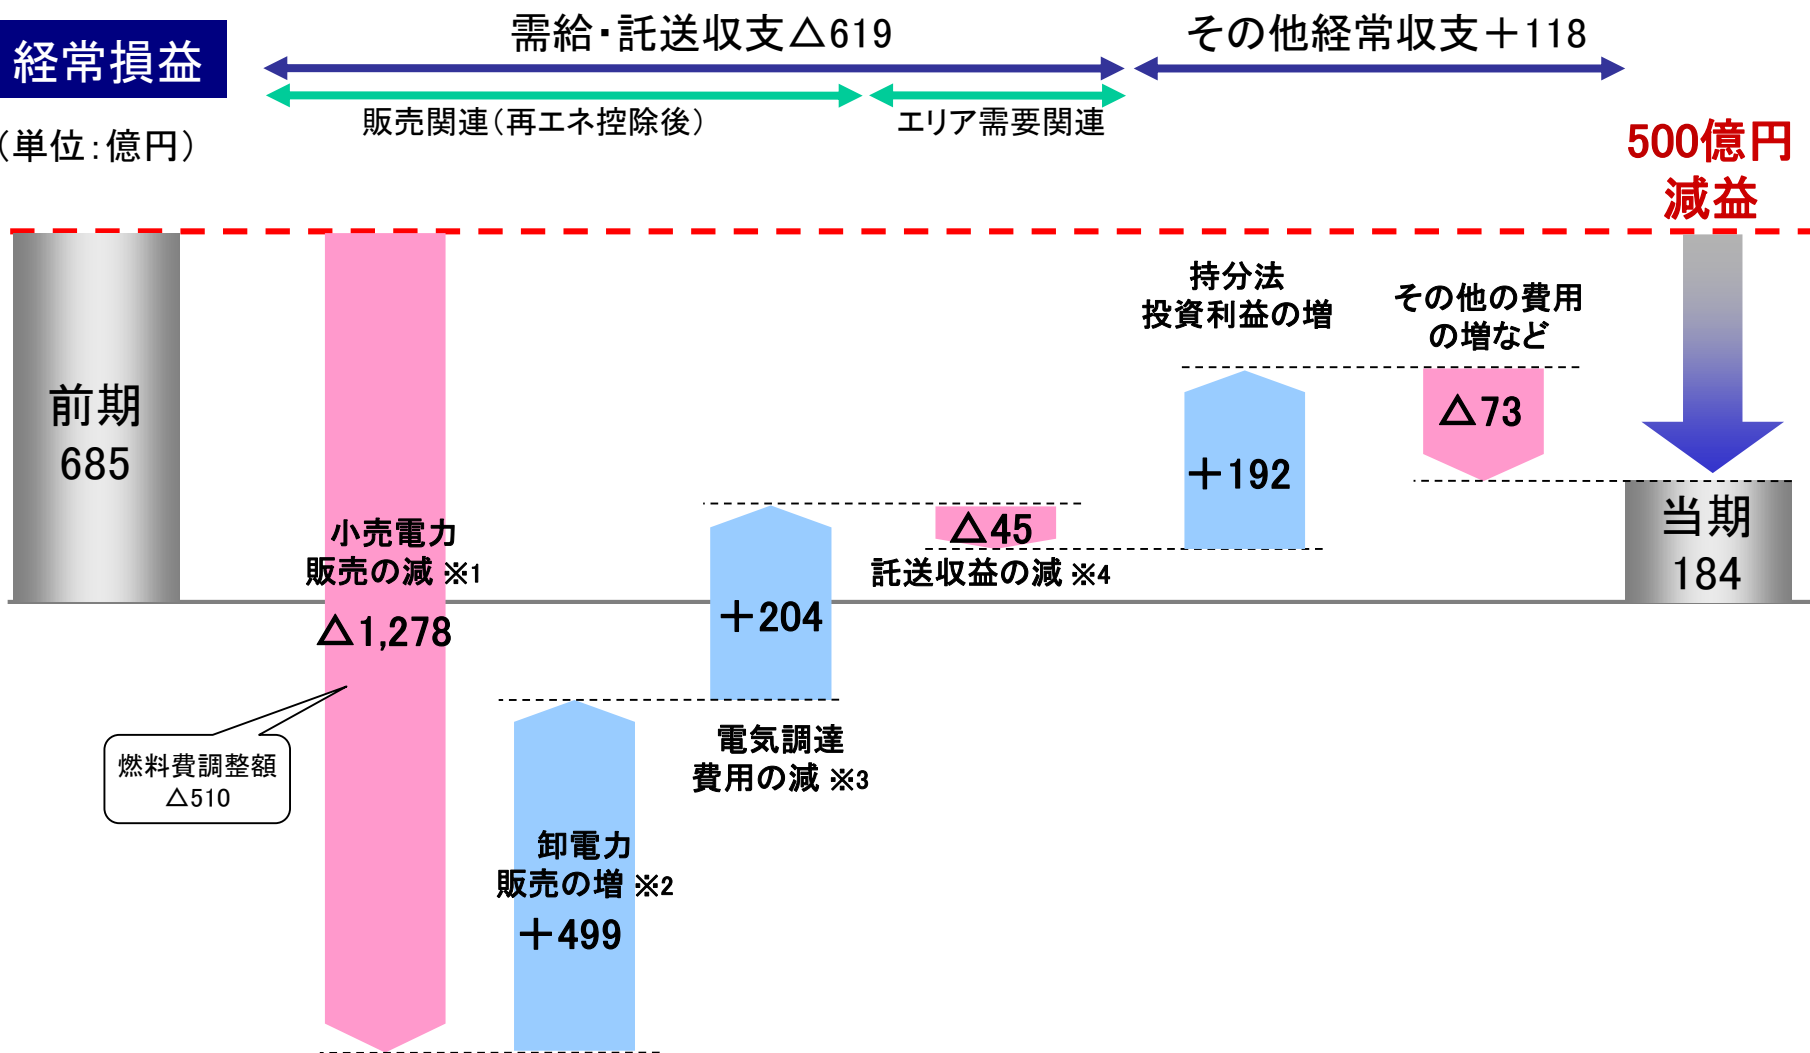 経常損益
（単位：億円）
需給・託送収支△619
その他経常収支＋118
販売関連（再エネ控除後）
エリア需要関連
500億円
減益
前期
685
小売電力
販売の減 ※1
△1,278
燃料費調整額
△510
卸電力
販売の増 ※2
＋499
＋204
電気調達
費用の減 ※3
△45
託送収益の減 ※4
持分法
投資利益の増
＋192
その他の費用
の増など
△73
当期
184